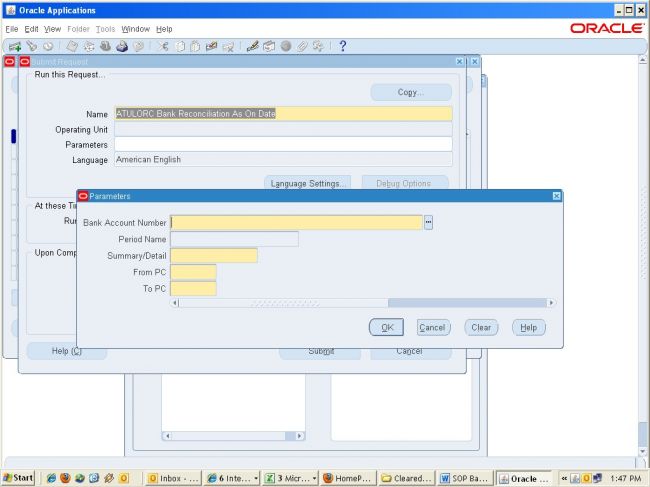 Oracle Applications
File Edit View Folder Tools Window Help
ORACLE
Submit Request
Run this Request...
Copy...
Name ATULORC Bank Reconciliation As On Date
Operating Unit
Parameters
Language American English
Language Settings...
Debug Options
Parameters
At these Ti
Run
Upon Comp
Bank Account Number
Period Name
Summary/Detail
From PC
To PC
OK
Cancel
Clear
Help
Help (C)
Submit
Cancel
Start
Inbox - ...
6 Inte...
3 Micr...
HomeP...
Cleared...
SOP Ba...
Oracle ...
1:47 PM